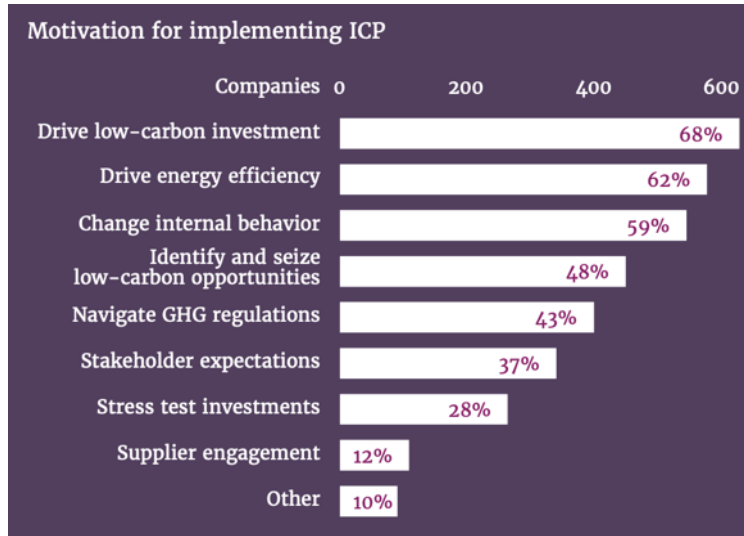 Motivation for implementing ICP
Companies 0 200 400 600
Drive low-carbon investment 68%
Drive energy efficiency 62%
Change internal behavior 59%
Identify and seize
low-carbon opportunities 48%
Navigate GHG regulations 43%
Stakeholder expectations 37%
Stress test investments 28%
Supplier engagement 12%
Other 10%